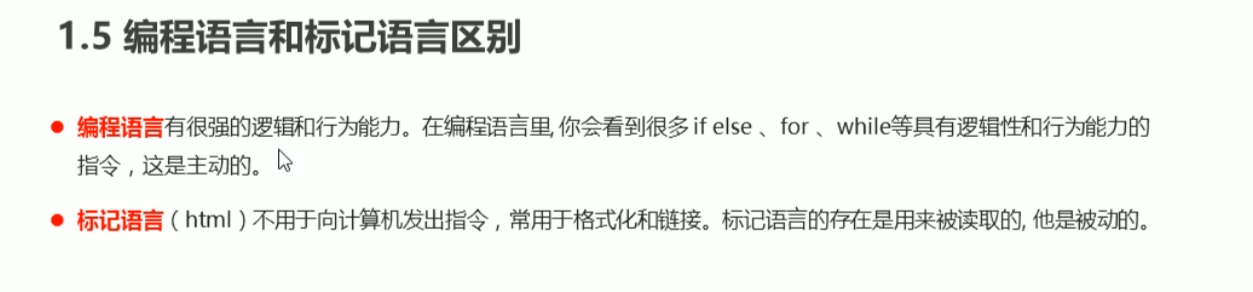 1.5 编程语言和标记语言区别
● 编程语言有很强的逻辑和行为能力。在编程语言里, 你会看到很多 if else 、for 、while等具有逻辑性和行为能力的
指令，这是主动的。
● 标记语言（html）不用于向计算机发出指令，常用于格式化和链接。标记语言的存在是用来被读取的, 他是被动的。